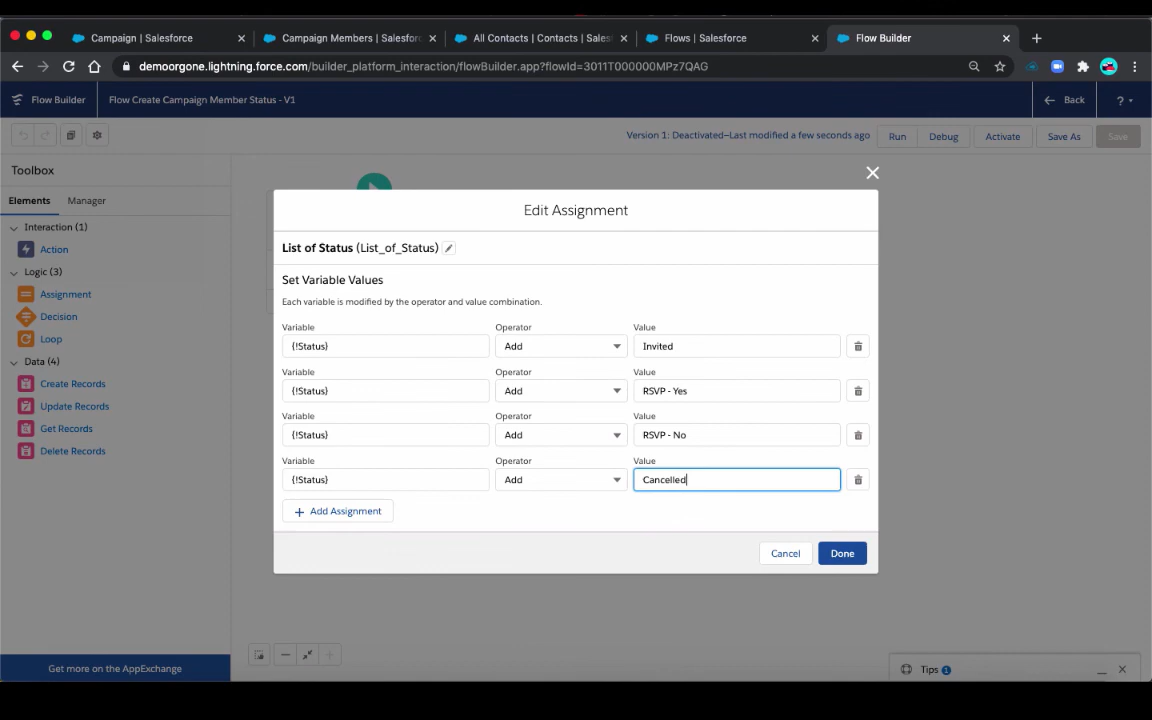 Campaign | Salesforce
Campaign Members | Salesforc
All Contacts | Contacts | Sales
Flows | Salesforce
Flow Builder
demoorgone.lightning.force.com/builder_platform_interaction/flowBuilder.app?flowId=3011T000000MPz7QAG
Flow Builder
Flow Create Campaign Member Status - V1
Back
?
Version 1: Deactivated—Last modified a few seconds ago
Run
Debug
Activate
Save As
Save
Toolbox
Elements
Manager
Interaction (1)
Action
Logic (3)
Assignment
Decision
Loop
Data (4)
Create Records
Update Records
Get Records
Delete Records
Get more on the AppExchange
Edit Assignment
List of Status (List_of_Status)
Set Variable Values
Each variable is modified by the operator and value combination.
Variable Operator Value
{!Status} Add Invited
Variable Operator Value
{!Status} Add RSVP - Yes
Variable Operator Value
{!Status} Add RSVP - No
Variable Operator Value
{!Status} Add Cancelled
+ Add Assignment
Cancel
Done
Tips 1